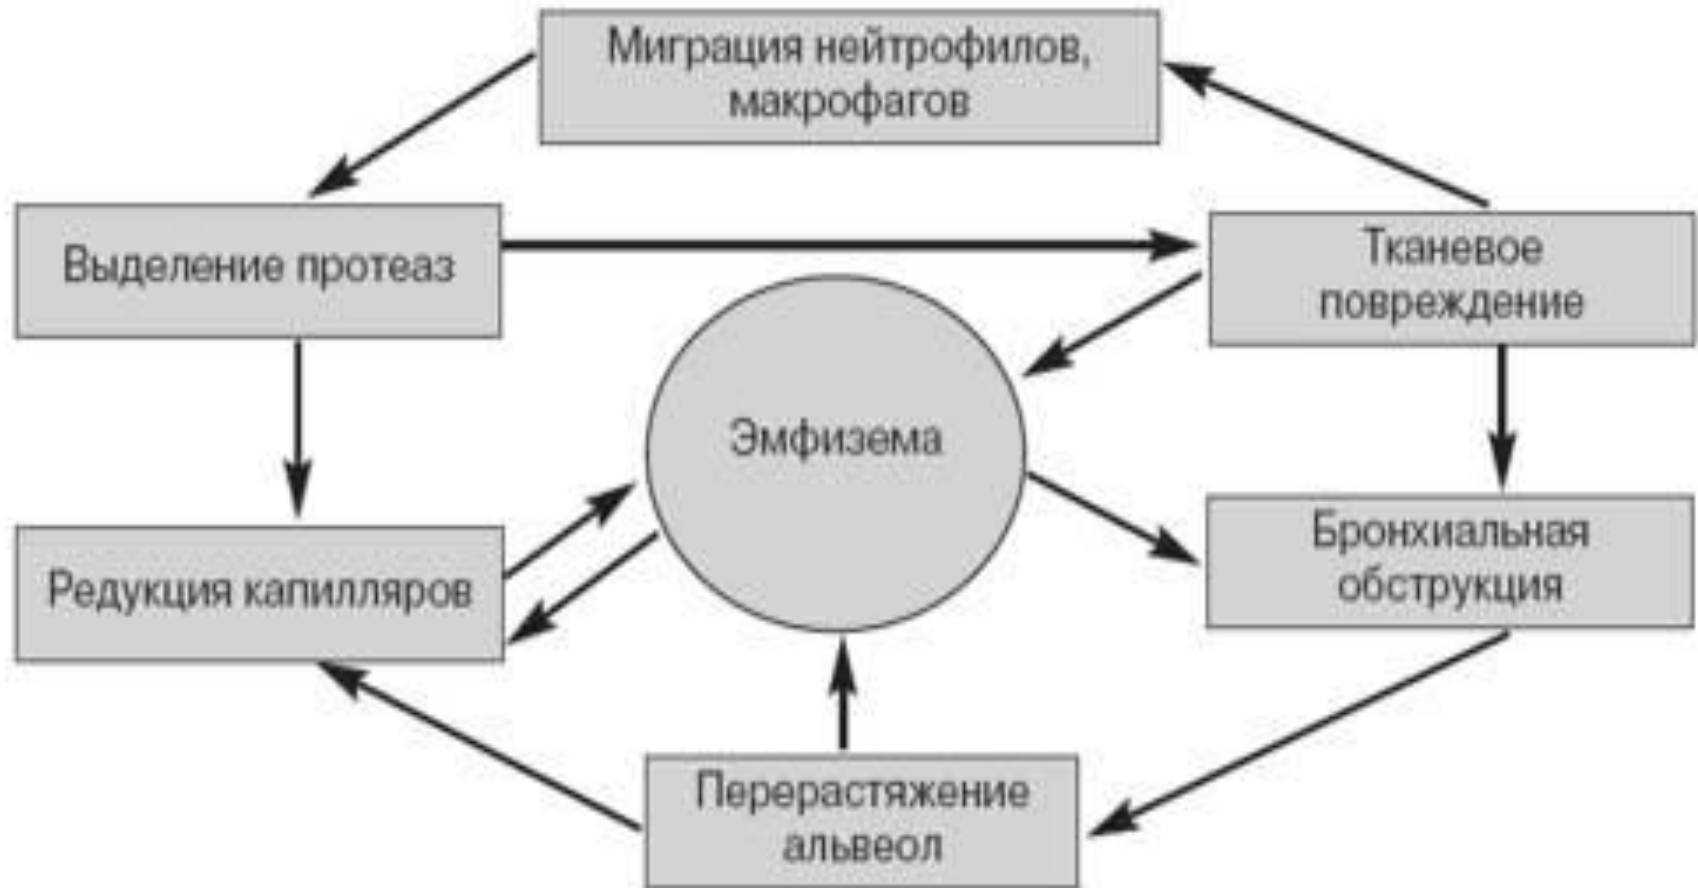 Миграция нейтрофилов,
макрофагов
Выделение протеаз
Тканевое
повреждение
Эмфизема
Редукция капилляров
Бронхиальная
обструкция
Перерастяжение
альвеол